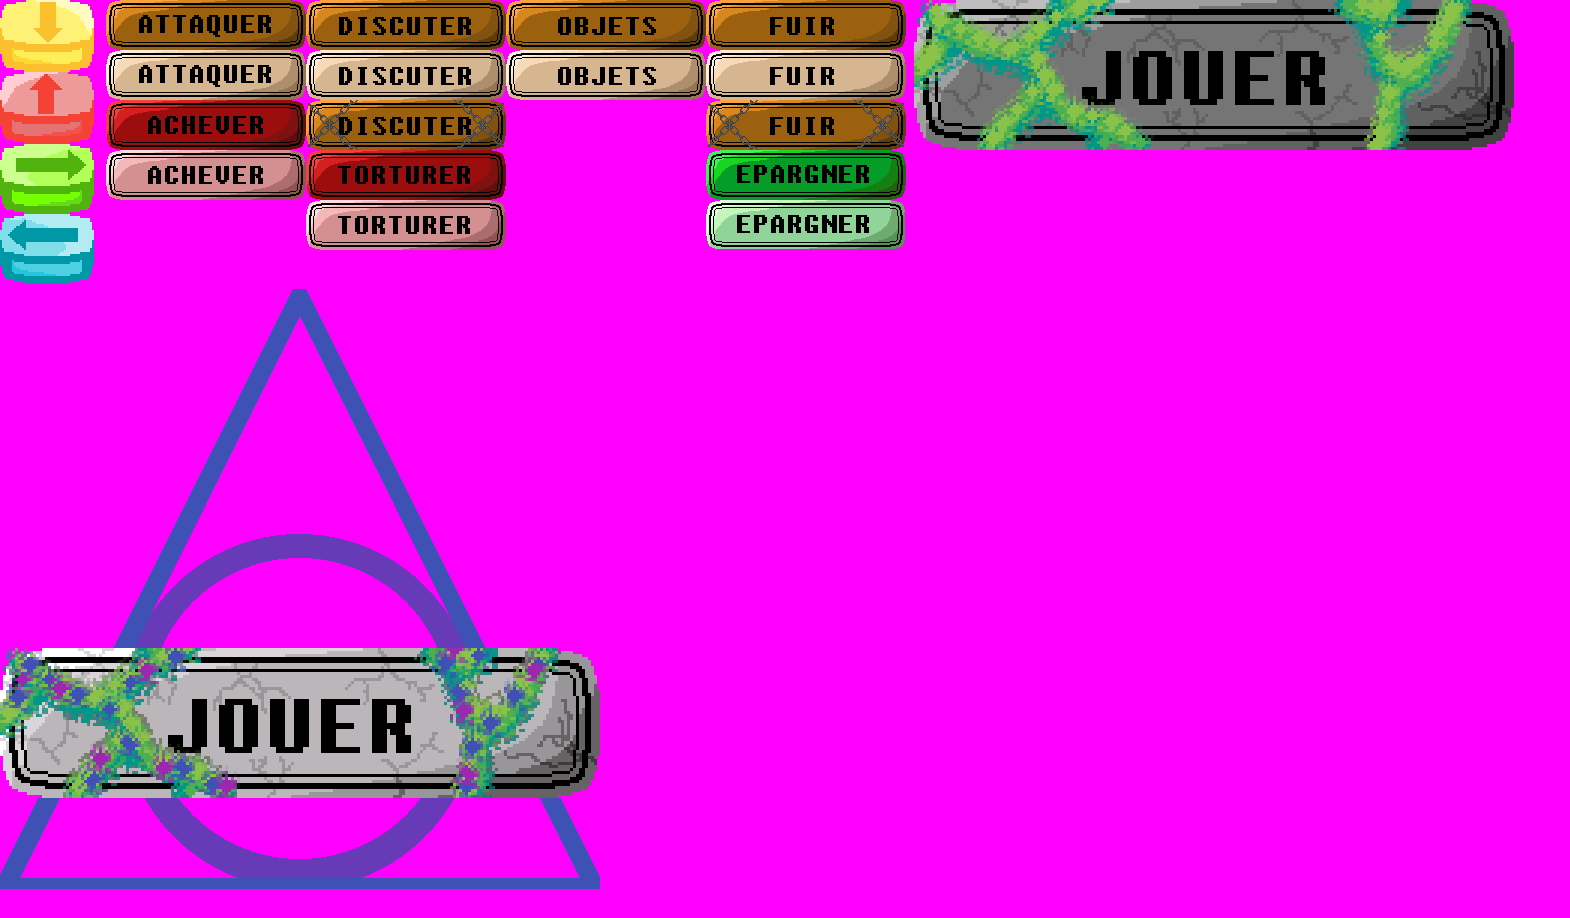 ATTAQUER DISCUTER OBJETS FUIR
ATTAQUER DISCUTER OBJETS FUIR
ACHEVER DISCUTER FUIR
ACHEVER TORTURER EPARGNER
TORTURER EPARGNER
JOUER
JOUER